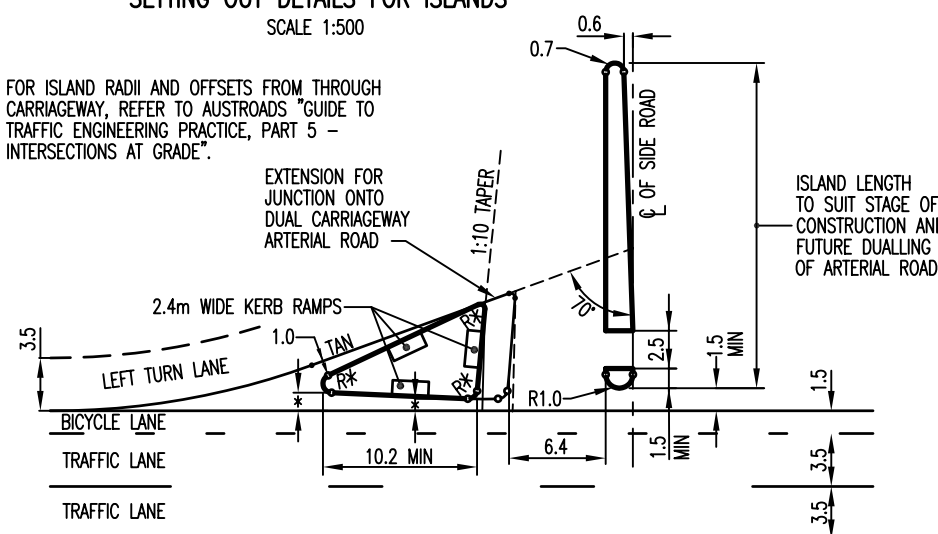 SETTING OUT DETAILS FOR ISLANDS
SCALE 1:500
0.6
0.7
FOR ISLAND RADII AND OFFSETS FROM THROUGH
CARRIAGEWAY, REFER TO AUSTROADS "GUIDE TO
TRAFFIC ENGINEERING PRACTICE, PART 5 –
INTERSECTIONS AT GRADE".
EXTENSION FOR
JUNCTION ONTO
DUAL CARRIAGEWAY
ARTERIAL ROAD
1:10 TAPER
℄ OF SIDE ROAD
ISLAND LENGTH
TO SUIT STAGE OF
CONSTRUCTION AND
FUTURE DUALLING
OF ARTERIAL ROAD
70°
2.4m WIDE KERB RAMPS
3.5
1.0
TAN
R*
R*
R*
LEFT TURN LANE
2.5
1.5
MIN
R1.0
*
*
1.5
BICYCLE LANE
6.4
1.5
MIN
10.2 MIN
TRAFFIC LANE
3.5
TRAFFIC LANE
3.5